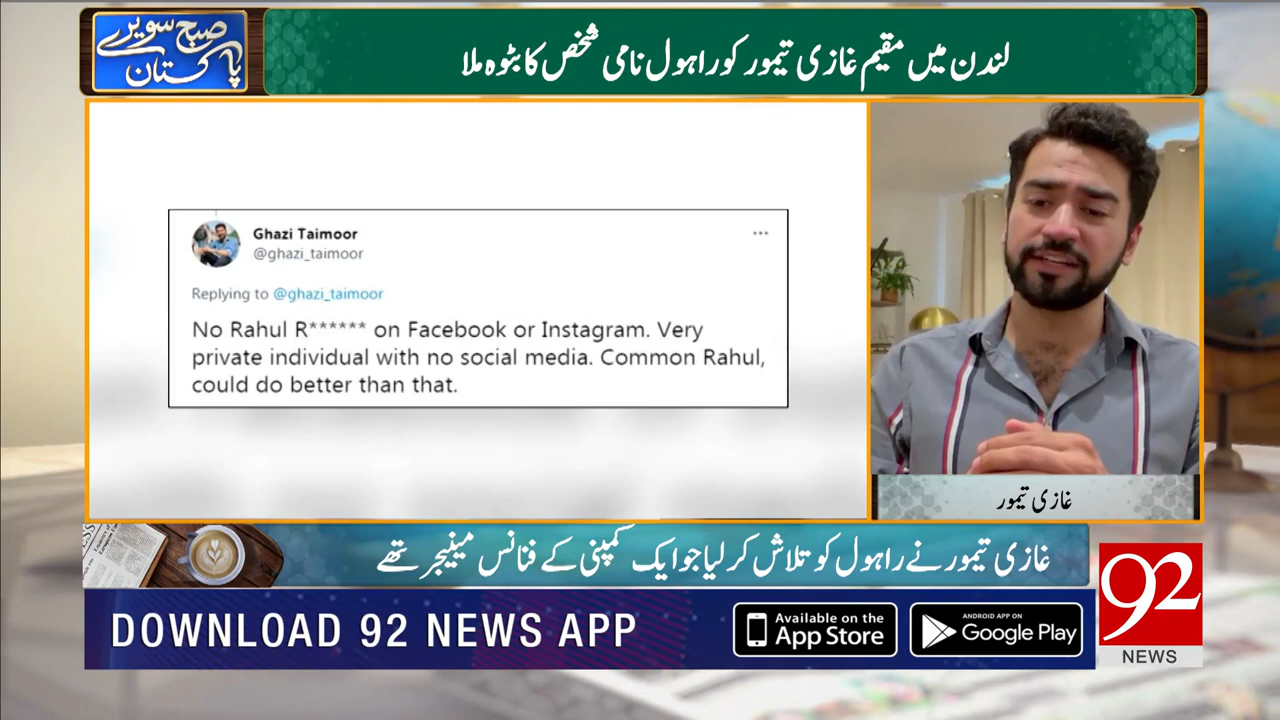 صبح سویرے
پاکستان
لندن میں مقیم غازی تیمور کو راہول نامی شخص کا بٹوہ ملا
Ghazi Taimoor
@ghazi_taimoor
Replying to @ghazi_taimoor
No Rahul R****** on Facebook or Instagram. Very
private individual with no social media. Common Rahul,
could do better than that.
غازی تیمور
غازی تیمور نے راہول کو تلاش کر لیا جو ایک کمپنی کے فنانس مینیجر تھے
DOWNLOAD 92 NEWS APP
Available on the
App Store
ANDROID APP ON
Google Play
92
NEWS